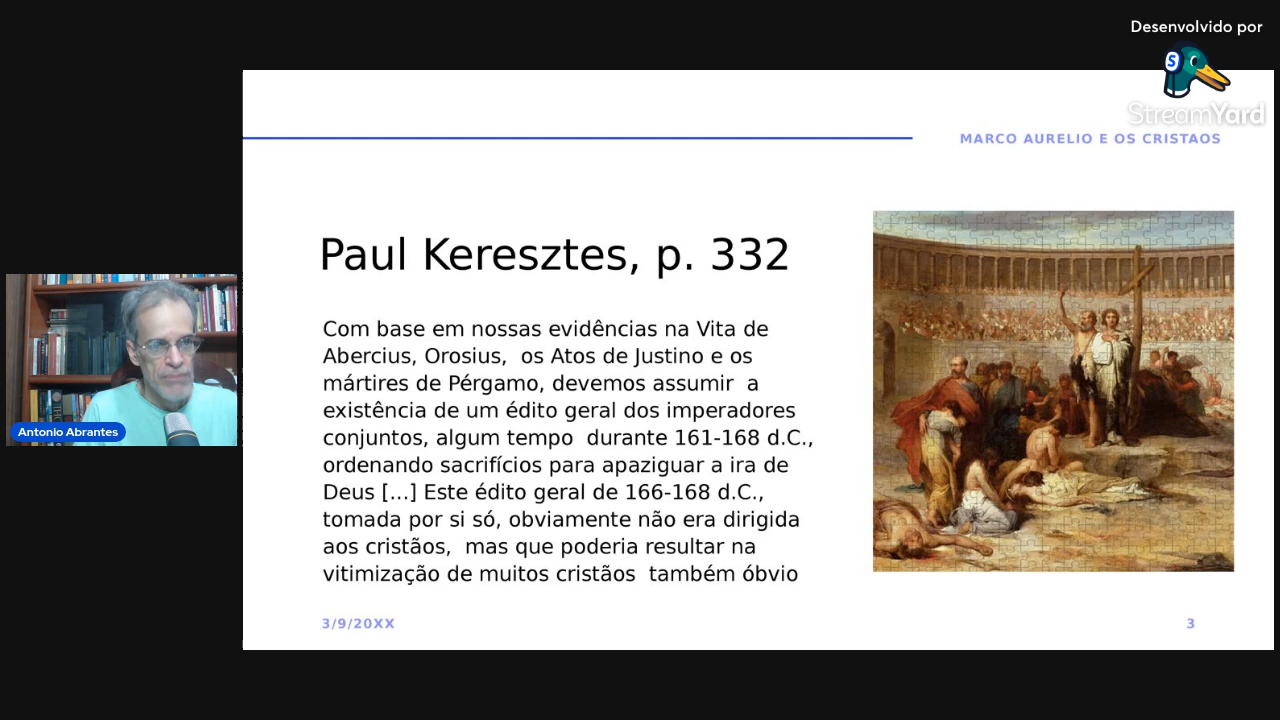 Desenvolvido por
S
StreamYard
MARCO AURELIO E OS CRISTAOS
Paul Keresztes, p. 332
Com base em nossas evidências na Vita de
Abercius, Orosius, os Atos de Justino e os
mártires de Pérgamo, devemos assumir a
existência de um édito geral dos imperadores
conjuntos, algum tempo durante 161-168 d.C.,
ordenando sacrifícios para apaziguar a ira de
Deus [...] Este édito geral de 166-168 d.C.,
tomada por si só, obviamente não era dirigida
aos cristãos, mas que poderia resultar na
vitimização de muitos cristãos também óbvio
Antonio Abrantes
3/9/20XX
3